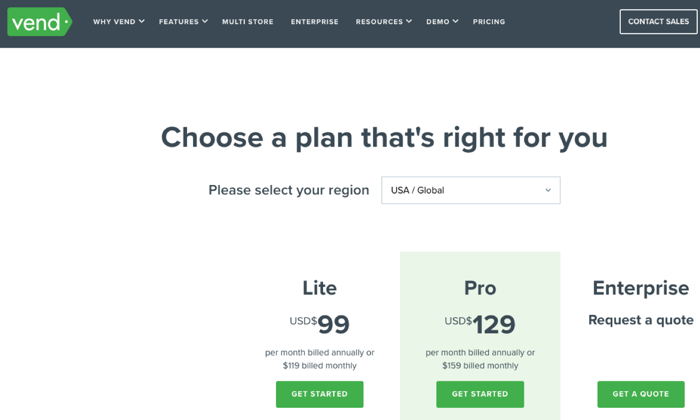 vend
WHY VEND FEATURES MULTI STORE ENTERPRISE RESOURCES DEMO PRICING CONTACT SALES
Choose a plan that's right for you
Please select your region USA / Global
Lite Pro Enterprise
USD$99 USD$129 Request a quote
per month billed annually or per month billed annually or
$119 billed monthly $159 billed monthly
GET STARTED GET STARTED GET A QUOTE